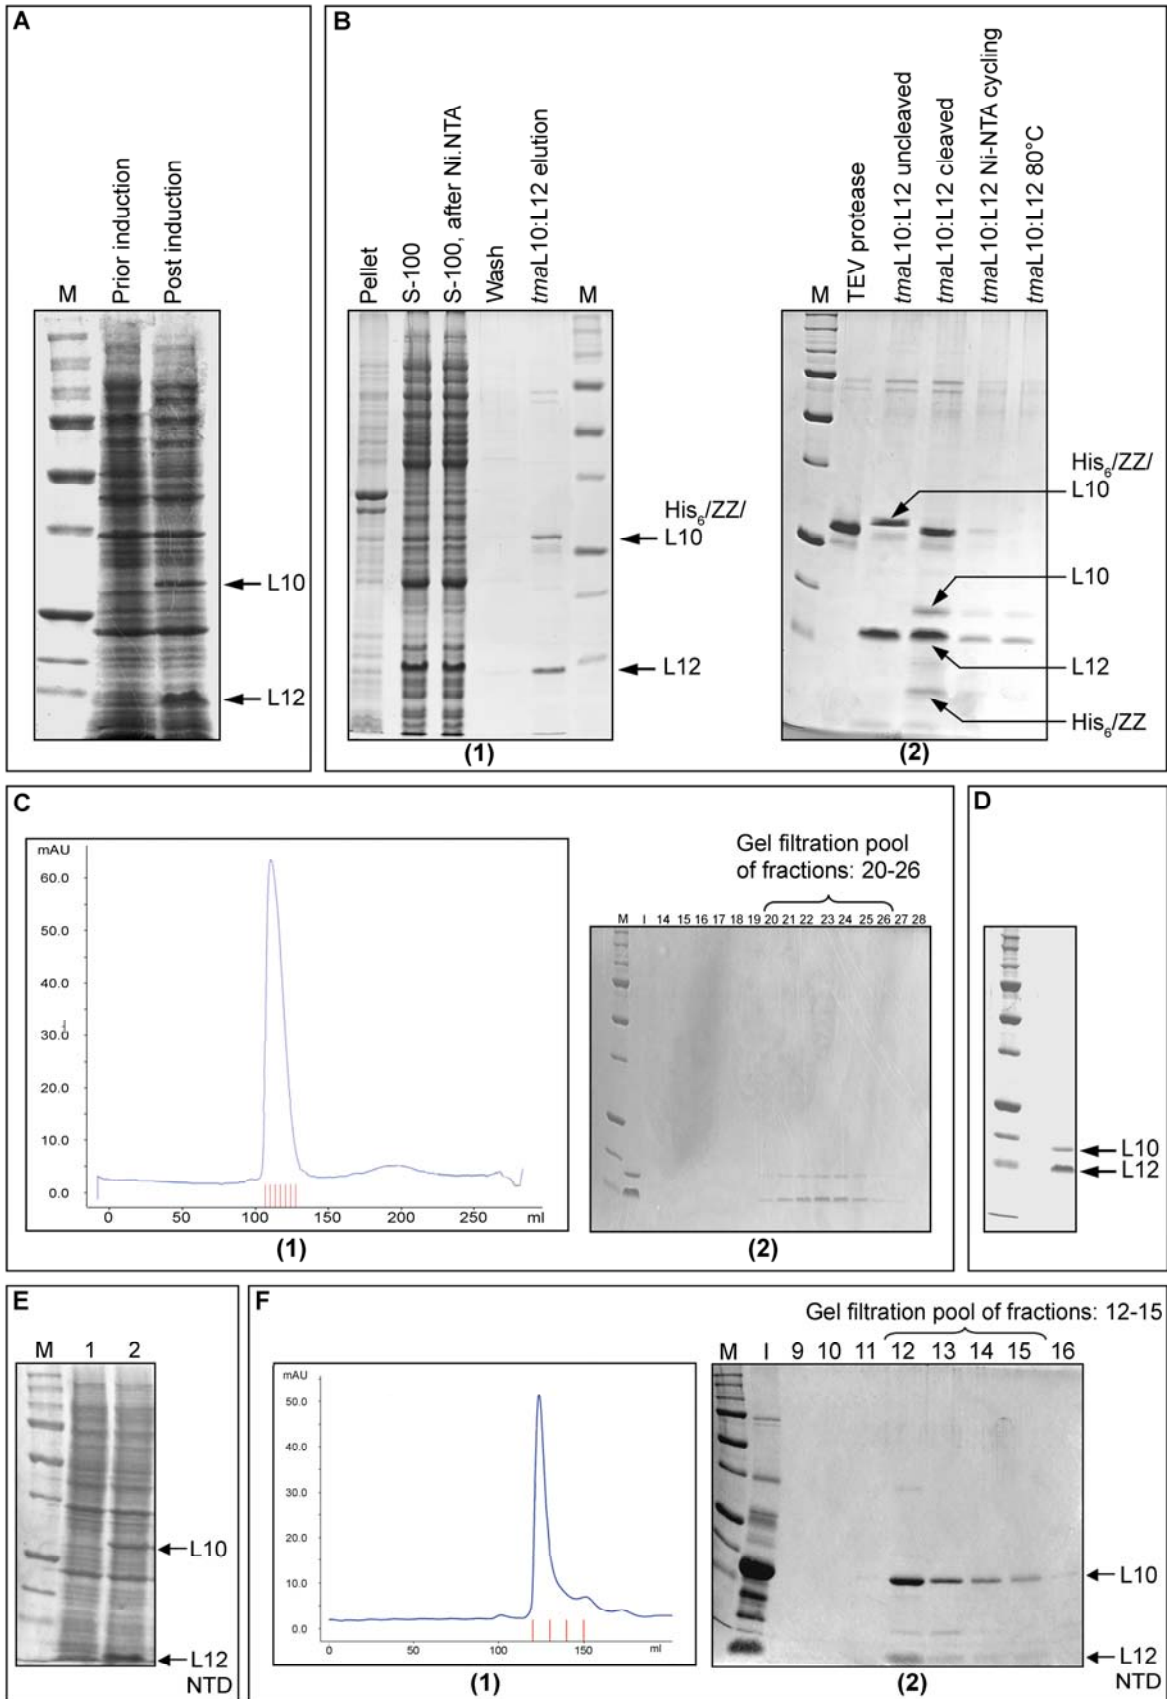 A
M
Prior induction
Post induction
L10
L12
B
Pellet
S-100
S-100, after Ni.NTA
Wash
tmaL10:L12 elution
M
His6/ZZ/
L10
L12
(1)
M
TEV protease
tmaL10:L12 uncleaved
tmaL10:L12 cleaved
tmaL10:L12 Ni-NTA cycling
tmaL10:L12 80°C
His6/ZZ/
L10
L10
L12
His6/ZZ
(2)
C
mAU
60.0
50.0
40.0
30.0
20.0
10.0
0.0
0 50 100 150 200 250 ml
(1)
Gel filtration pool
of fractions: 20-26
M I 14 15 16 17 18 19 20 21 22 23 24 25 26 27 28
(2)
D
L10
L12
E
M 1 2
L10
L12
NTD
F
mAU
50.0
40.0
30.0
20.0
10.0
0.0
0 50 100 150 ml
(1)
Gel filtration pool of fractions: 12-15
M I 9 10 11 12 13 14 15 16
L10
L12
NTD
(2)